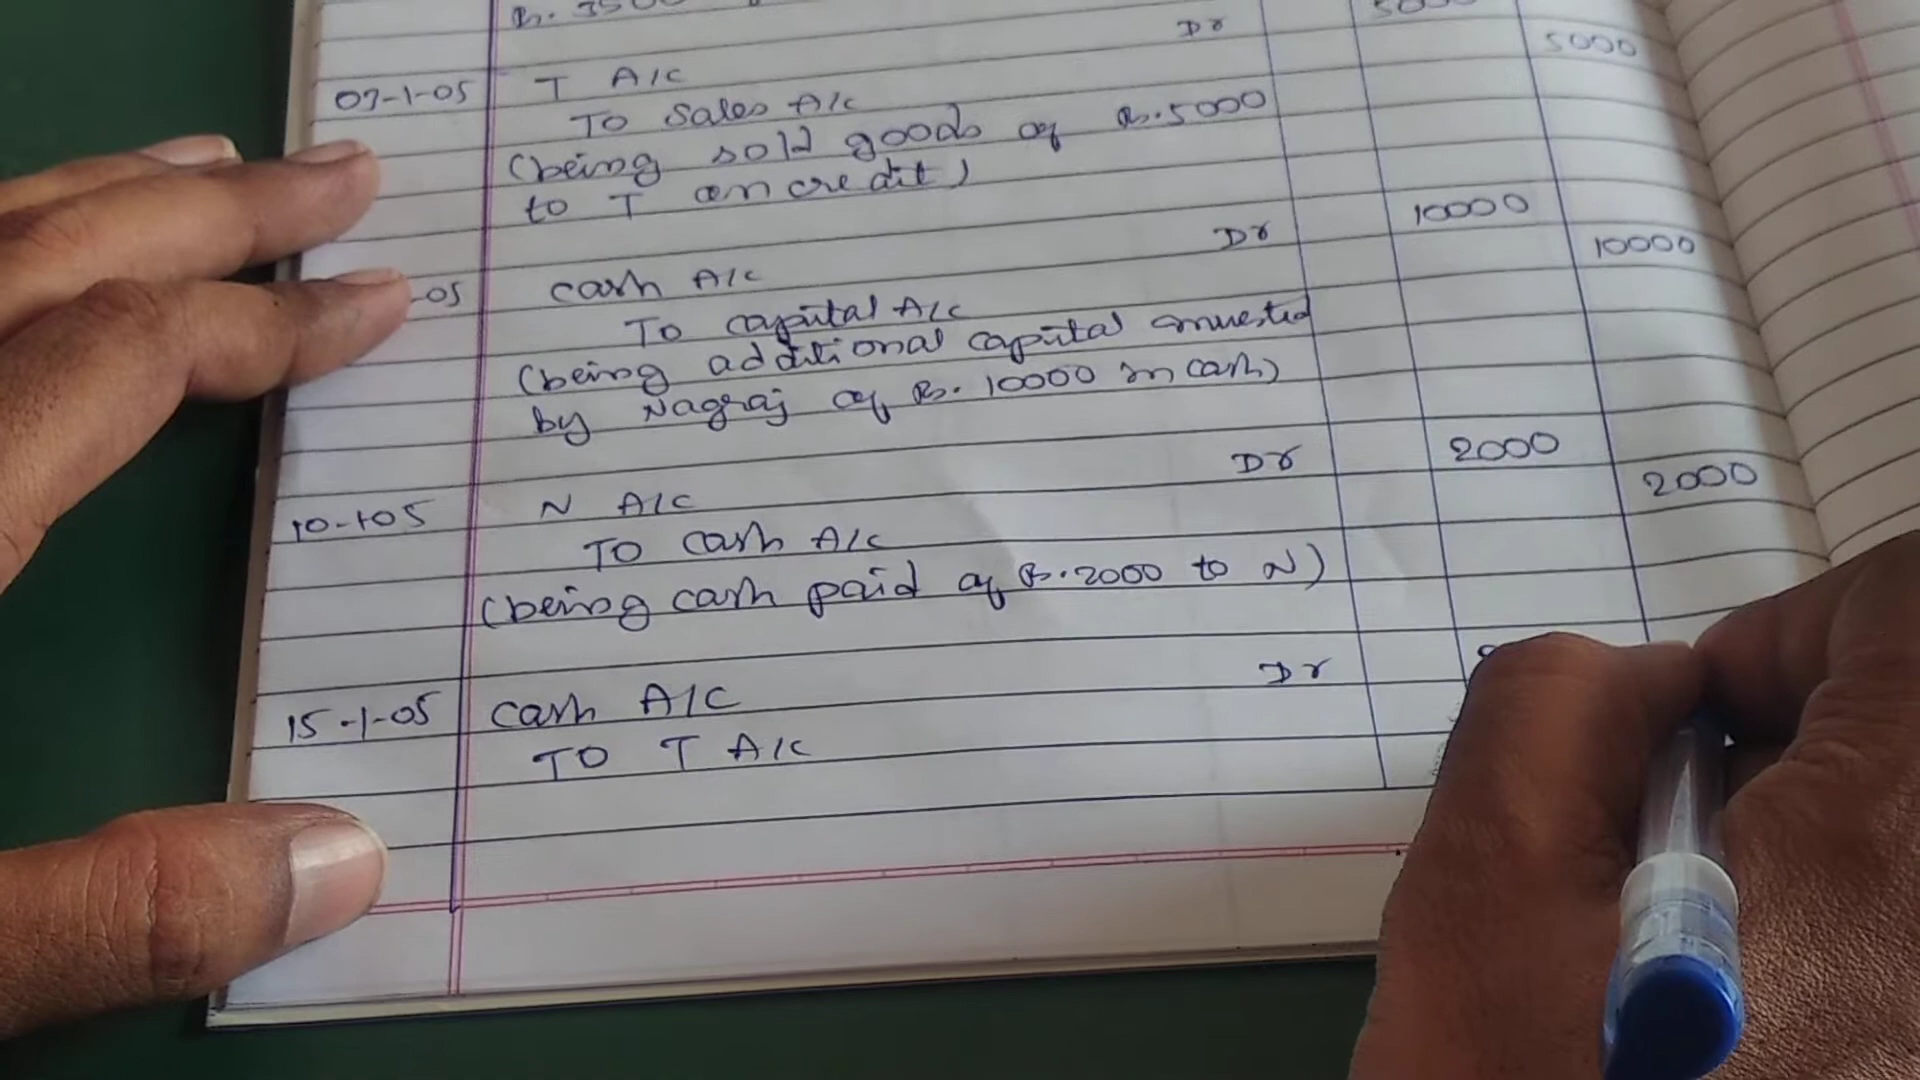 Dr
07-1-05 T A/C 5000
To Sales A/c
(being sold goods of Rs.5000
to T on credit)
Dr 10000
-05 cash A/c 10000
To capital A/c
(being additional capital invested
by Nagraj of Rs. 10000 in cash)
Dr 2000
10-105 N A/C 2000
TO cash A/c
(being cash paid of Rs.2000 to N)
Dr
15-1-05 cash A/C
TO T A/c